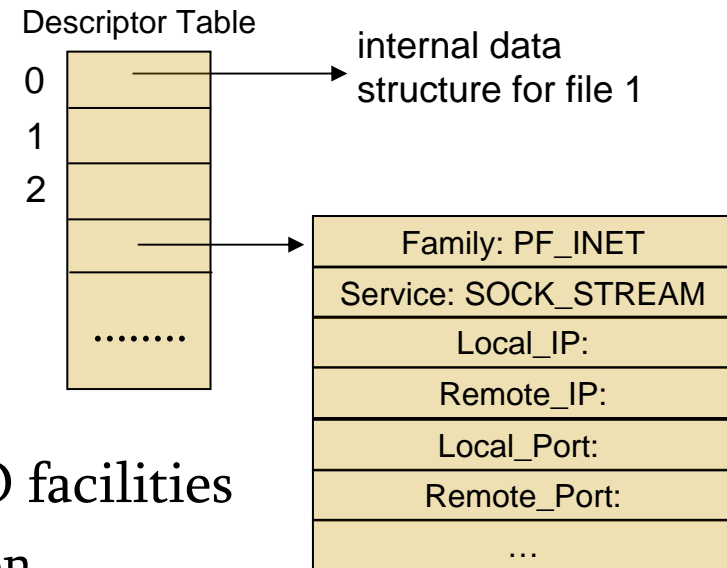 Descriptor Table
0
internal data
structure for file 1
1
2
Family: PF_INET
Service: SOCK_STREAM
Local_IP:
Remote_IP:
Local_Port:
Remote_Port:
…
........
facilities